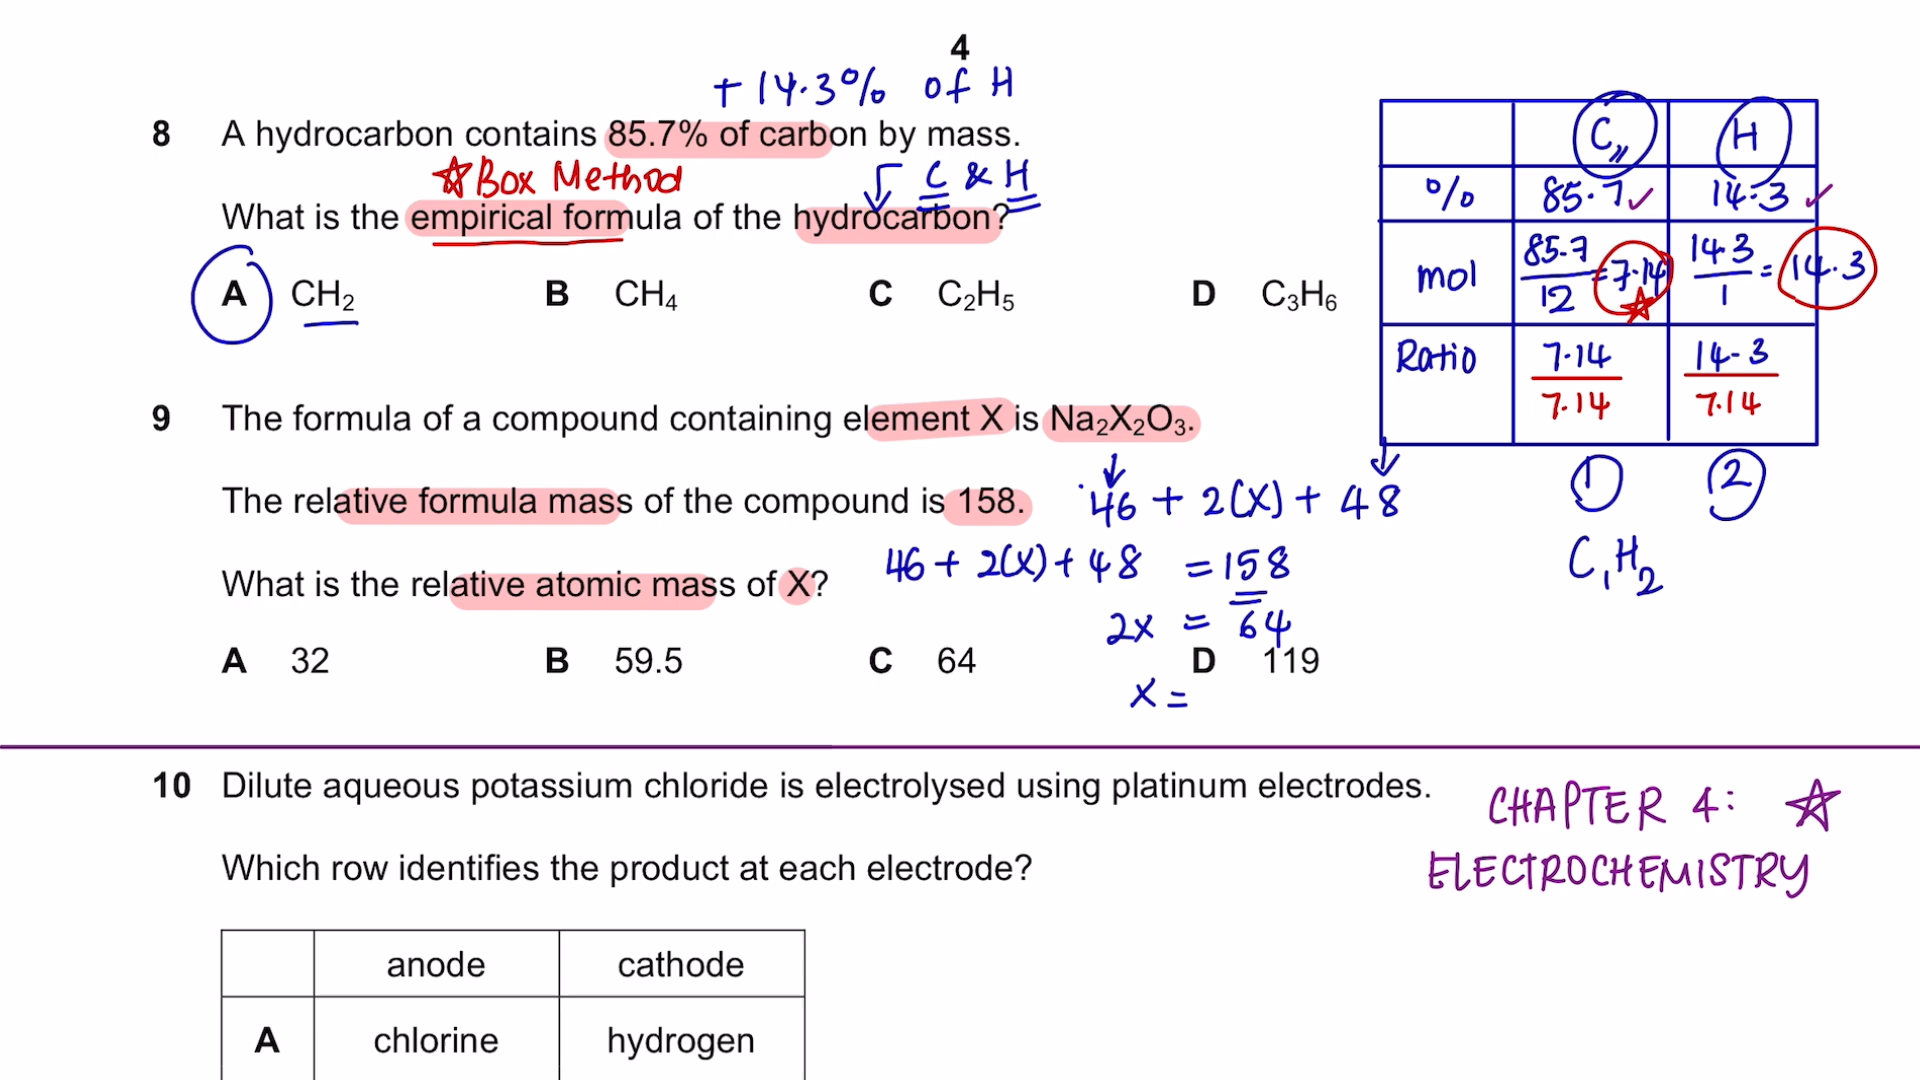 4
+ 14.3% of H
8 A hydrocarbon contains 85.7% of carbon by mass.
☆Box Method C & H
What is the empirical formula of the hydrocarbon?
A CH₂ B CH₄ C C₂H₅ D C₃H₆
C H
% 85.7 14.3
mol 85.7/12 = 7.14 14.3/1 = 14.3
Ratio 7.14/7.14 14.3/7.14
1 2
C₁H₂
9 The formula of a compound containing element X is Na₂X₂O₃.
The relative formula mass of the compound is 158.
46 + 2(X) + 48
What is the relative atomic mass of X?
46 + 2(X) + 48 = 158
2x = 64
x =
A 32 B 59.5 C 64 D 119
10 Dilute aqueous potassium chloride is electrolysed using platinum electrodes.
CHAPTER 4: ☆
ELECTROCHEMISTRY
Which row identifies the product at each electrode?
anode cathode
A chlorine hydrogen